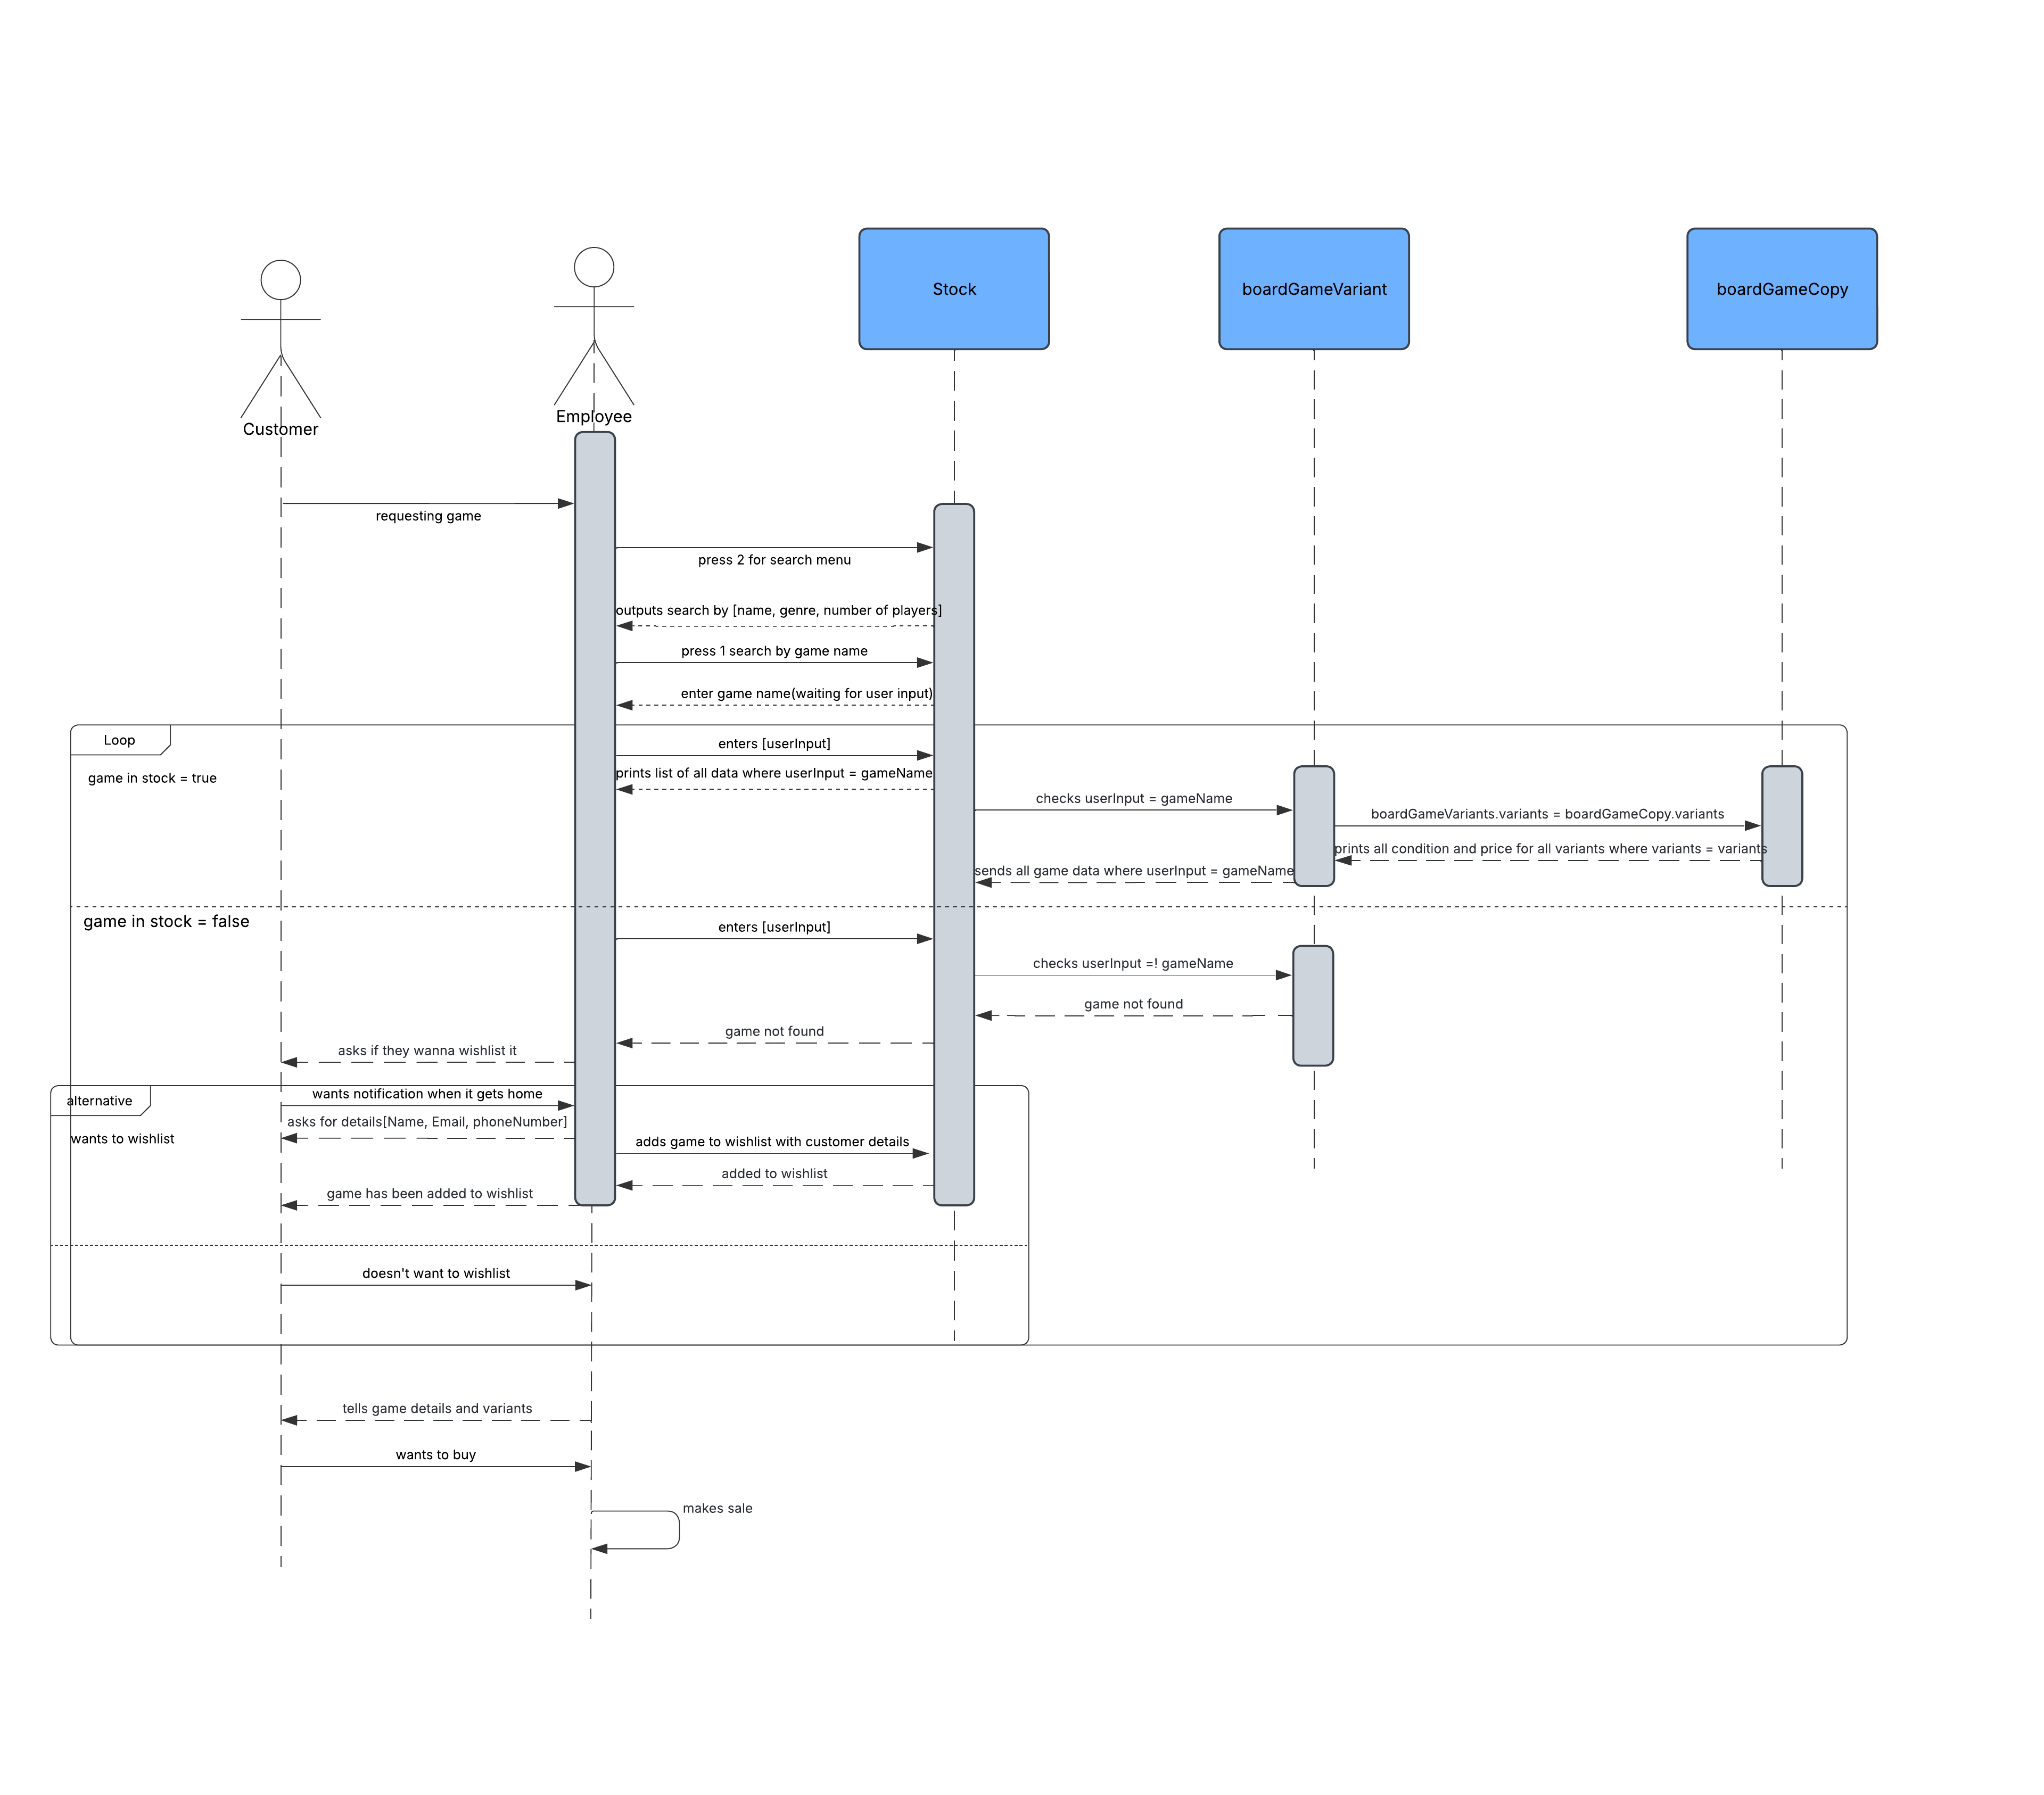 Stock
boardGameVariant
boardGameCopy
Employee
Customer
requesting game
press 2 for search menu
outputs search by [name, genre, number of players]
press 1 search by game name
enter game name(waiting for user input)
Loop
enters [userInput]
game in stock = true
prints list of all data where userInput = gameName
checks userInput = gameName
boardGameVariants.variants = boardGameCopy.variants
prints all condition and price for all variants where variants = variants
sends all game data where userInput = gameName
game in stock = false
enters [userInput]
checks userInput =! gameName
game not found
game not found
asks if they wanna wishlist it
alternative
wants notification when it gets home
asks for details[Name, Email, phoneNumber]
wants to wishlist
adds game to wishlist with customer details
added to wishlist
game has been added to wishlist
doesn't want to wishlist
tells game details and variants
wants to buy
makes sale